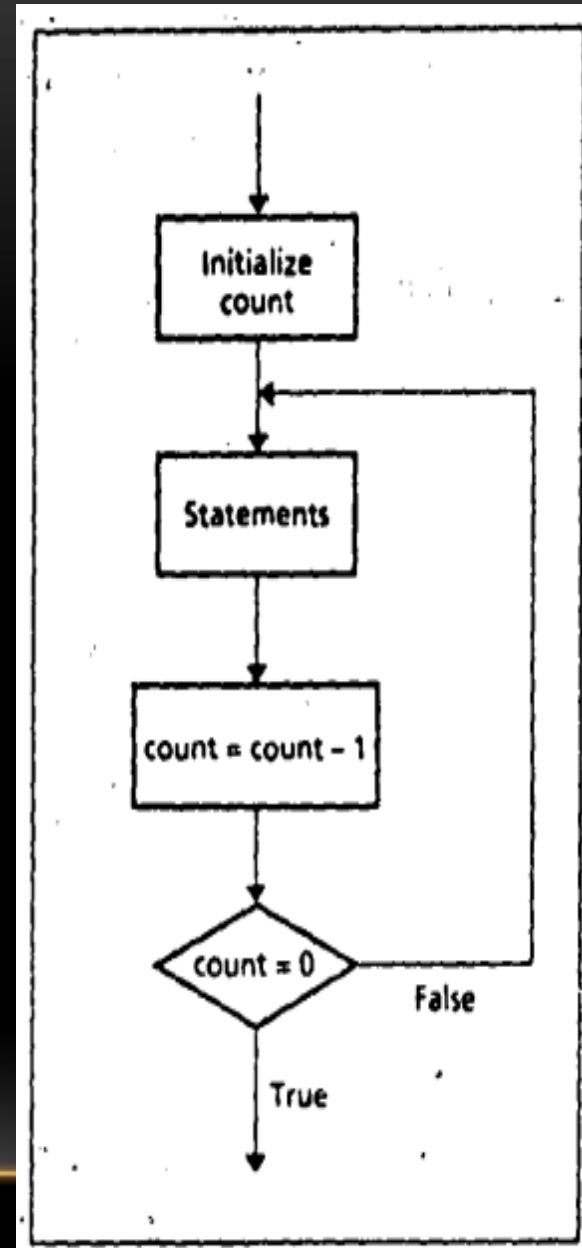 Initialize
count
Statements
count = count - 1
count = 0
False
True